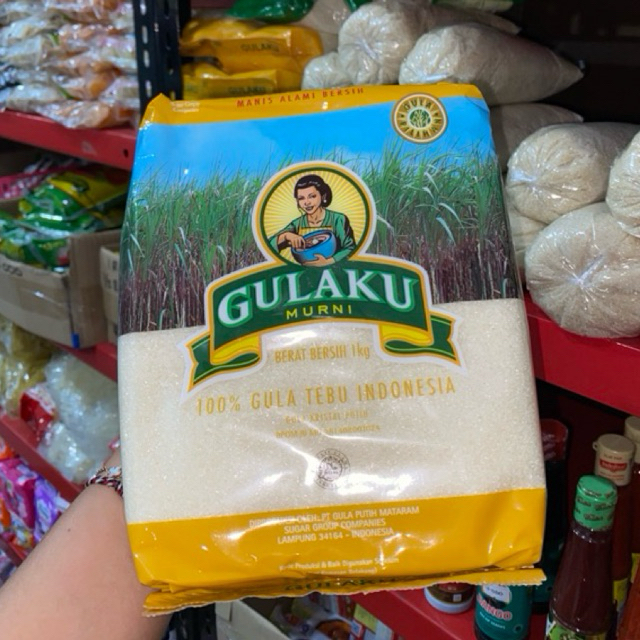 GULAKU
MANIS ALAMI BERSIH
GULAKU
MURNI
BERAT BERSIH 1kg
100% GULA TEBU INDONESIA
GULA KRISTAL PUTIH
PT GULA PUTIH MATARAM
SUGAR GROUP COMPANIES
LAMPUNG 34164 - INDONESIA